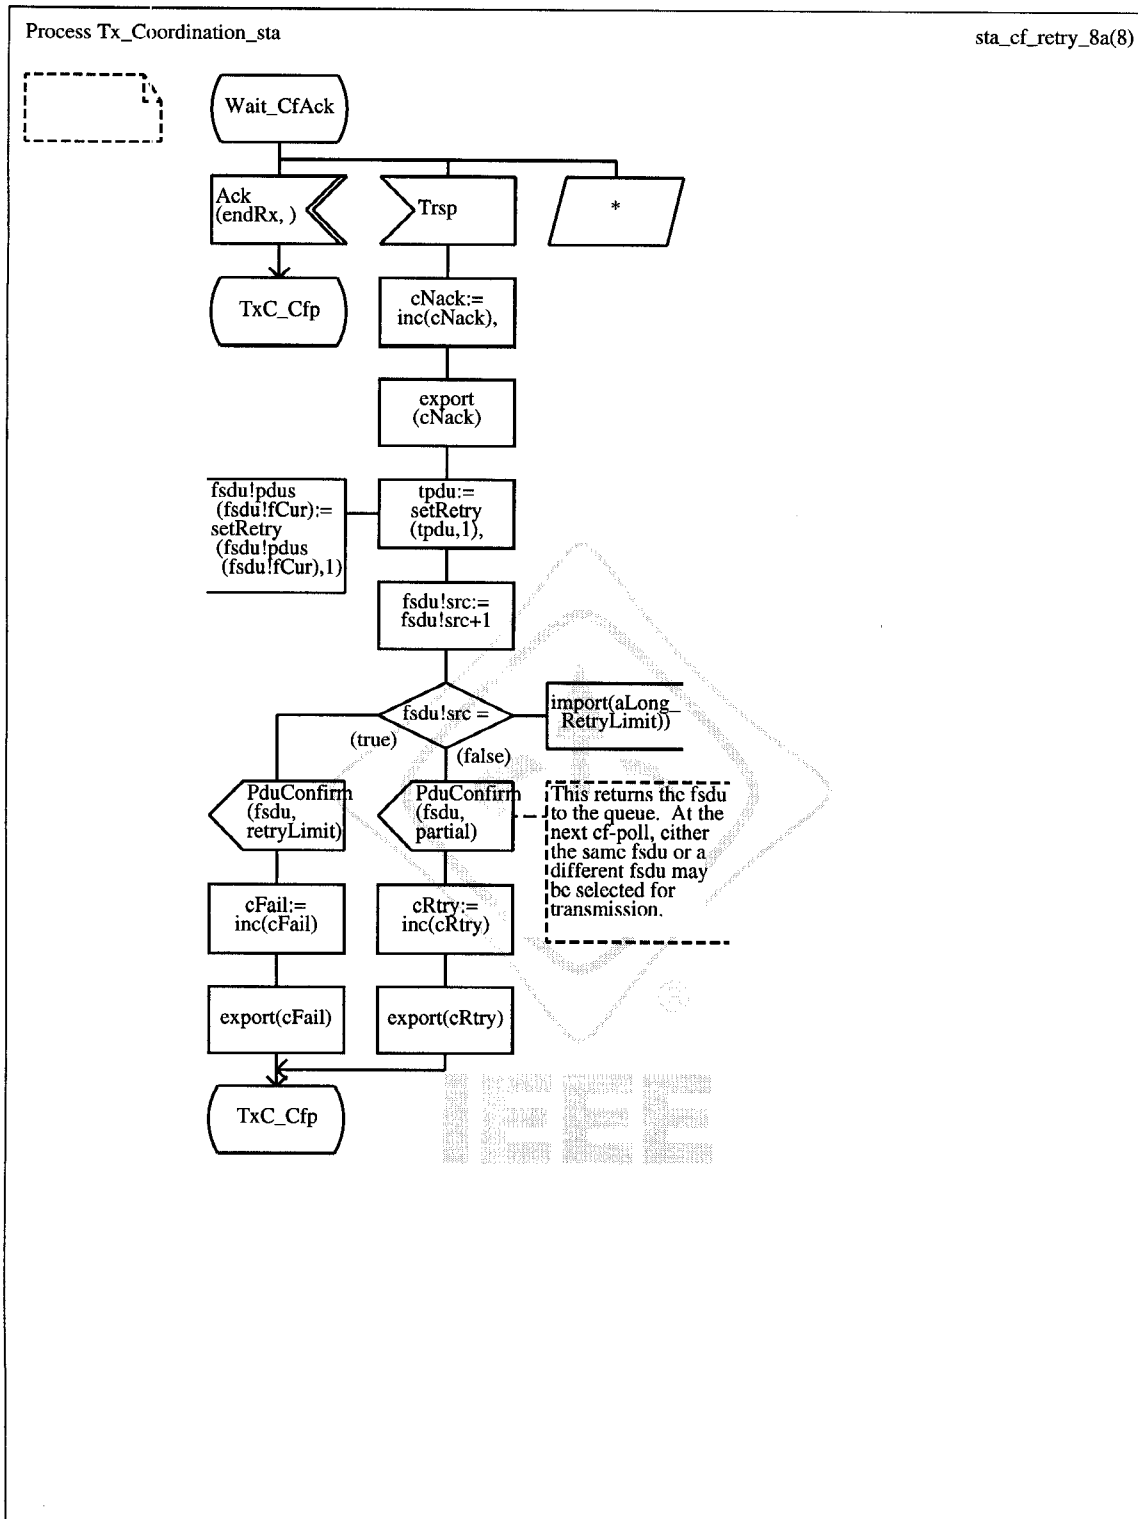 Process Tx_Coordination_sta
sta_cf_retry_8a(8)
Wait_CfAck
Ack
(endRx, )
Trsp
*
TxC_Cfp
cNack:=
inc(cNack),
export
(cNack)
fsdu!pdus
(fsdu!fCur):=
setRetry
(fsdu!pdus
(fsdu!fCur),1)
tpdu:=
setRetry
(tpdu,1),
fsdu!src:=
fsdu!src+1
fsdu!src =
import(aLong_
RetryLimit))
(true)
(false)
PduConfirm
(fsdu,
retryLimit)
PduConfirm
(fsdu,
partial)
This returns the fsdu
to the queue. At the
next cf-poll, either
the same fsdu or a
different fsdu may
be selected for
transmission.
cFail:=
inc(cFail)
cRtry:=
inc(cRtry)
export(cFail)
export(cRtry)
TxC_Cfp
®
IEEE